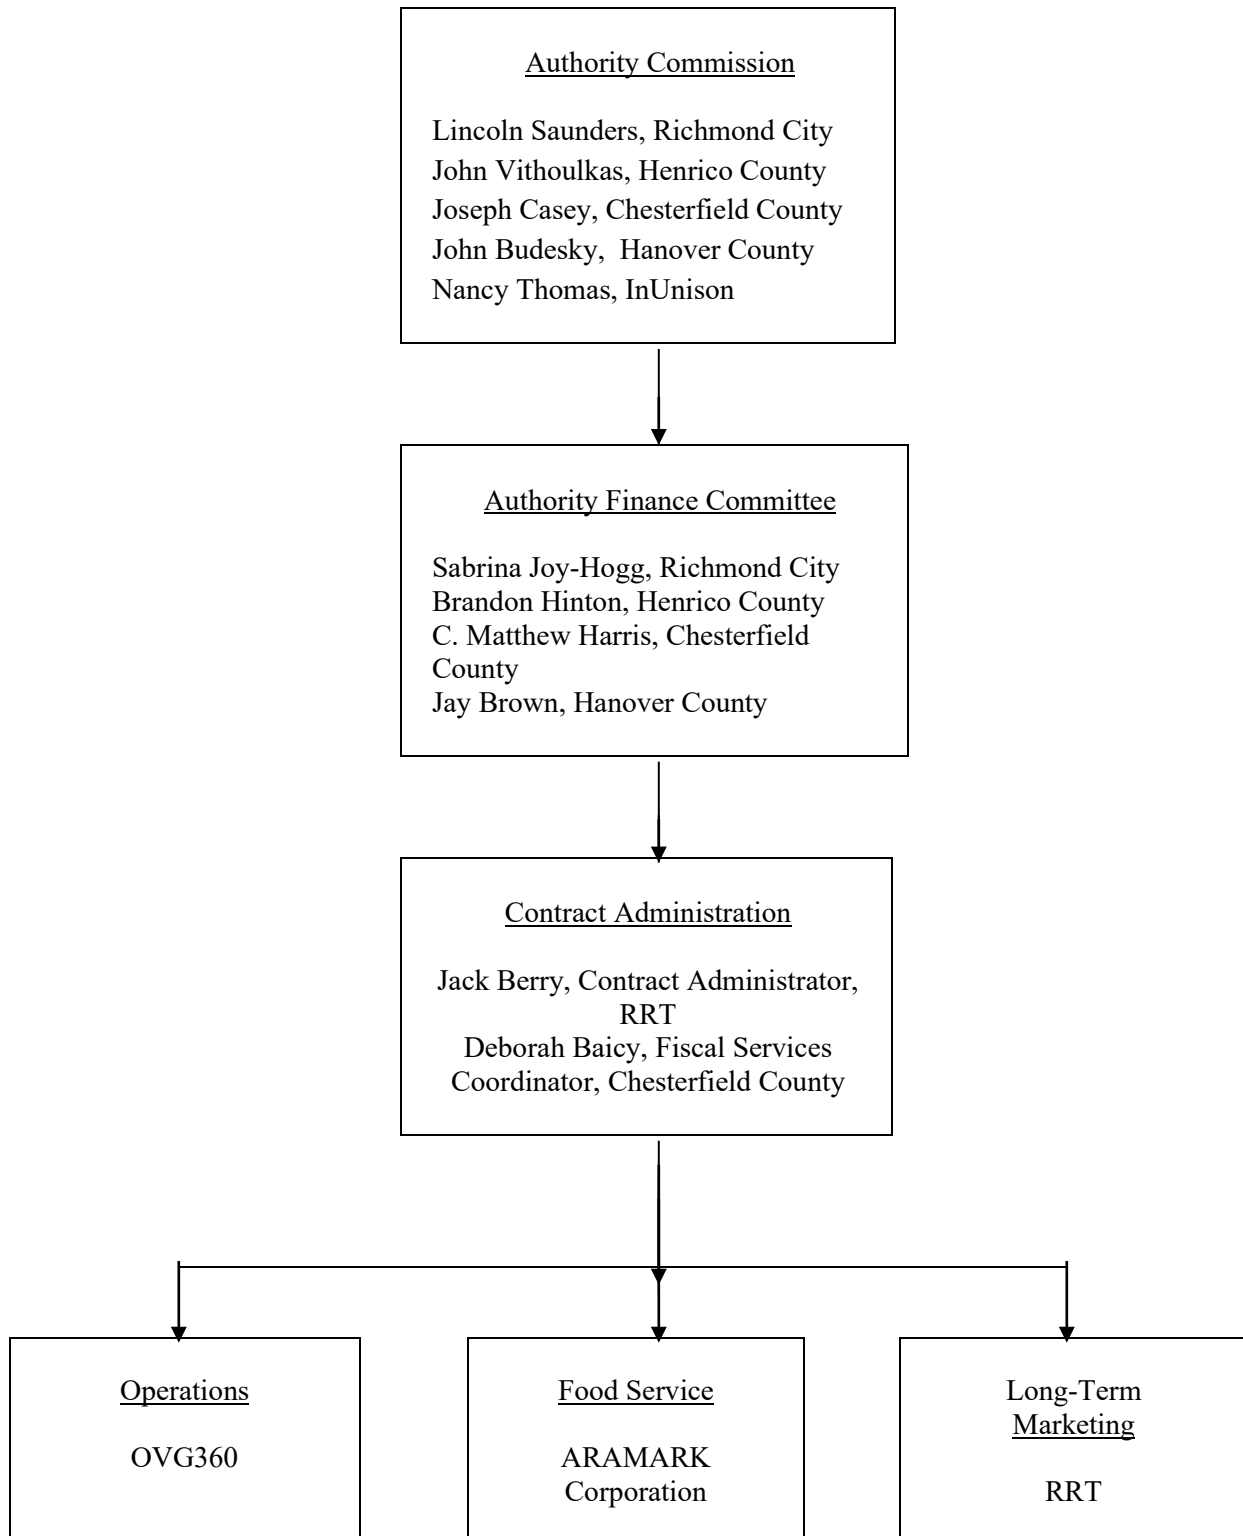 Authority Commission
Lincoln Saunders, Richmond City
John Vithoulkas, Henrico County
Joseph Casey, Chesterfield County
John Budesky,  Hanover County
Nancy Thomas, InUnison
Authority Finance Committee
Sabrina Joy-Hogg, Richmond City
Brandon Hinton, Henrico County
C. Matthew Harris, Chesterfield
County
Jay Brown, Hanover County
Contract Administration
Jack Berry, Contract Administrator,
RRT
Deborah Baicy, Fiscal Services
Coordinator, Chesterfield County
Operations
OVG360
Food Service
ARAMARK
Corporation
Long-Term
Marketing
RRT